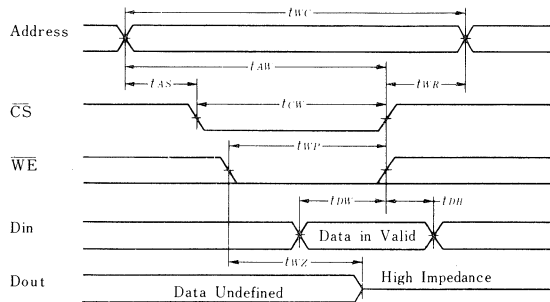 tWC
Address
tAW
tAS
tCW
tWR
CS
tWP
WE
tDW
tDH
Din
Data in Valid
tWZ
High Impedance
Dout
Data Undefined